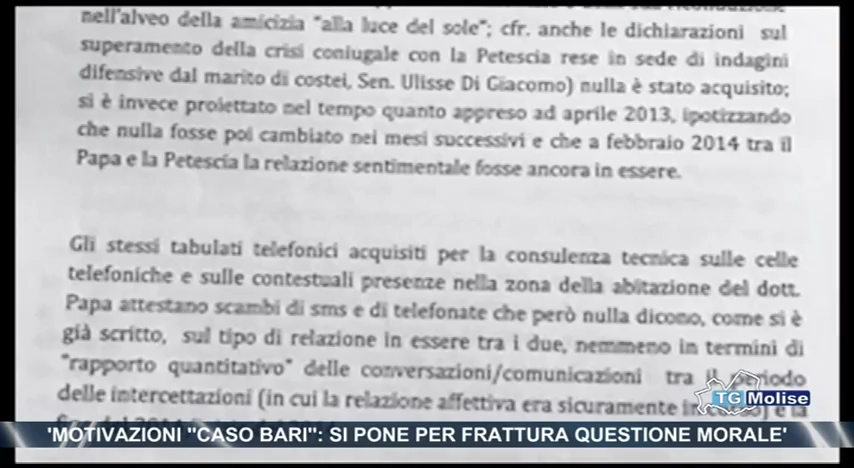 nell'alveo della amicizia "alla luce del sole"; cfr. anche le dichiarazioni sul
superamento della crisi coniugale con la Petescia rese in sede di indagini
difensive dal marito di costei, Sen. Ulisse Di Giacomo) nulla è stato acquisito;
si è invece proiettato nel tempo quanto appreso ad aprile 2013, ipotizzando
che nulla fosse poi cambiato nei mesi successivi e che a febbraio 2014 tra il
Papa e la Petescia la relazione sentimentale fosse ancora in essere.
Gli stessi tabulati telefonici acquisiti per la consulenza tecnica sulle celle
telefoniche e sulle contestuali presenze nella zona della abitazione del dott.
Papa attestano scambi di sms e di telefonate che però nulla dicono, come si è
già scritto, sul tipo di relazione in essere tra i due, nemmeno in termini di
"rapporto quantitativo" delle conversazioni/comunicazioni tra il periodo
delle intercettazioni (in cui la relazione affettiva era sicuramente e la
TG Molise
'MOTIVAZIONI "CASO BARI": SI PONE PER FRATTURA QUESTIONE MORALE'